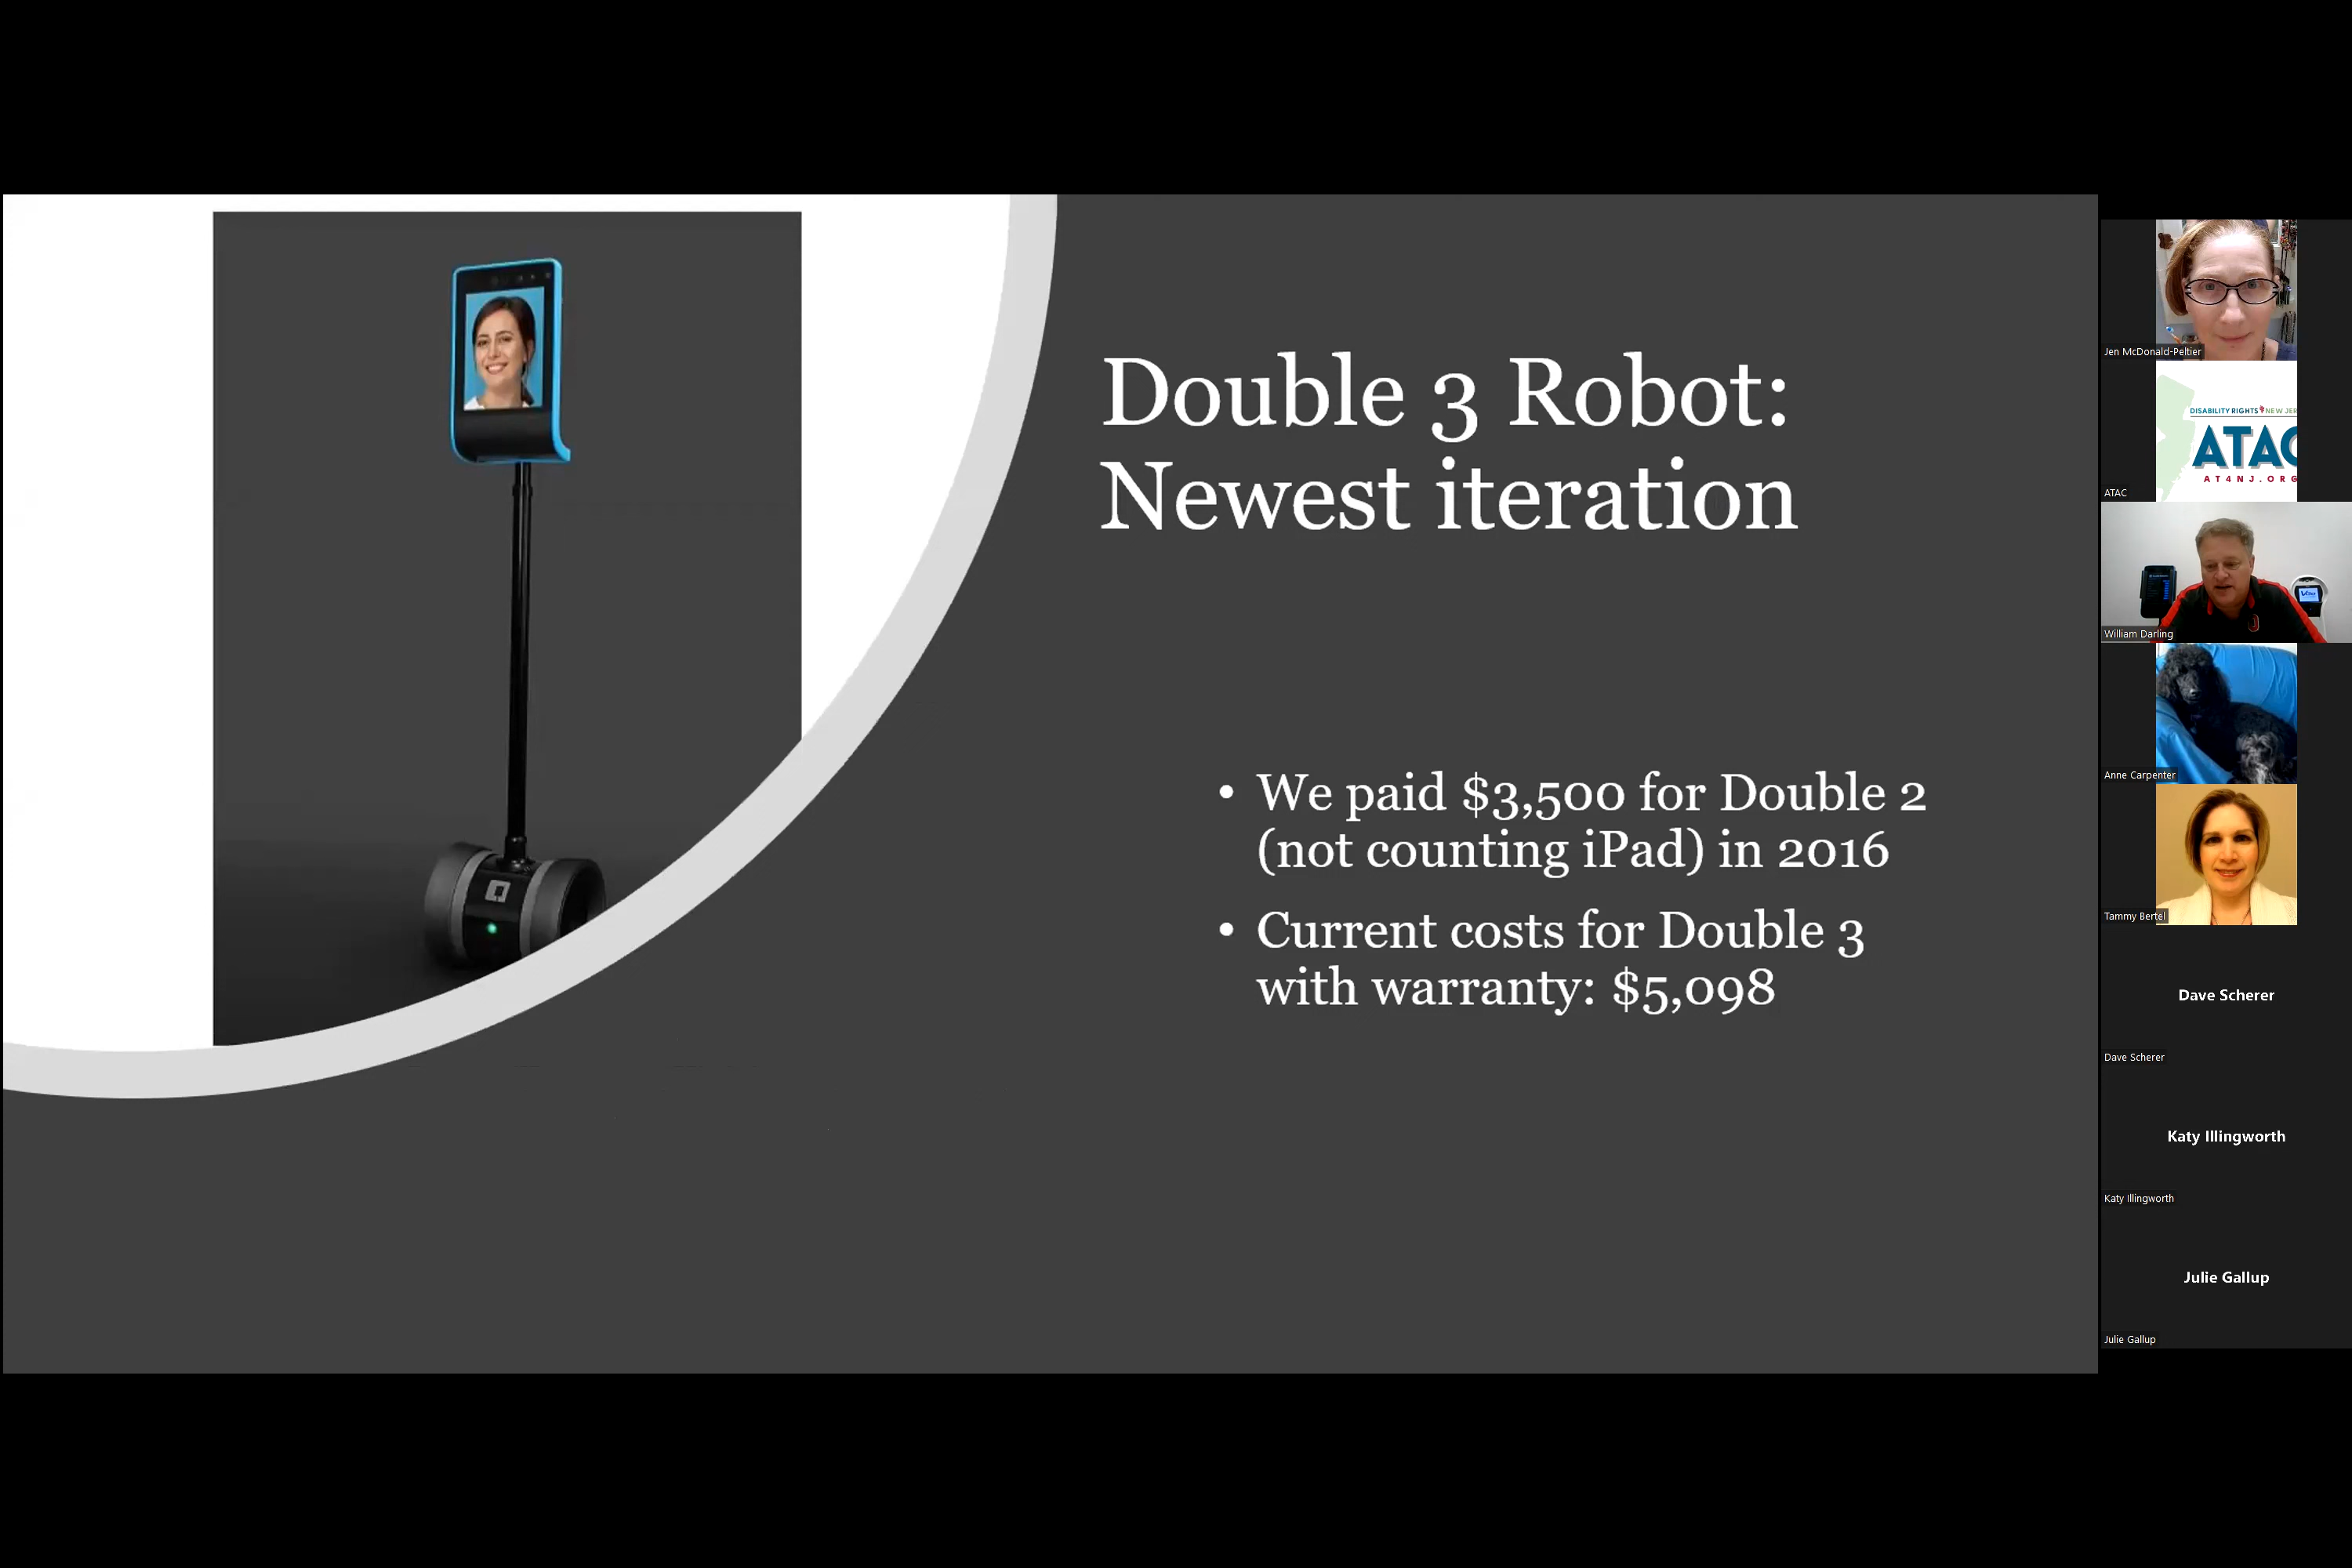 Double 3 Robot:
Newest iteration
• We paid $3,500 for Double 2
(not counting iPad) in 2016
• Current costs for Double 3
with warranty: $5,098
Jen McDonald-Peltier
DISABILITY RIGHTS NEW JER
ATAC
AT4NJ.ORG
ATAC
William Darling
Anne Carpenter
Tammy Bertel
Dave Scherer
Dave Scherer
Katy Illingworth
Katy Illingworth
Julie Gallup
Julie Gallup